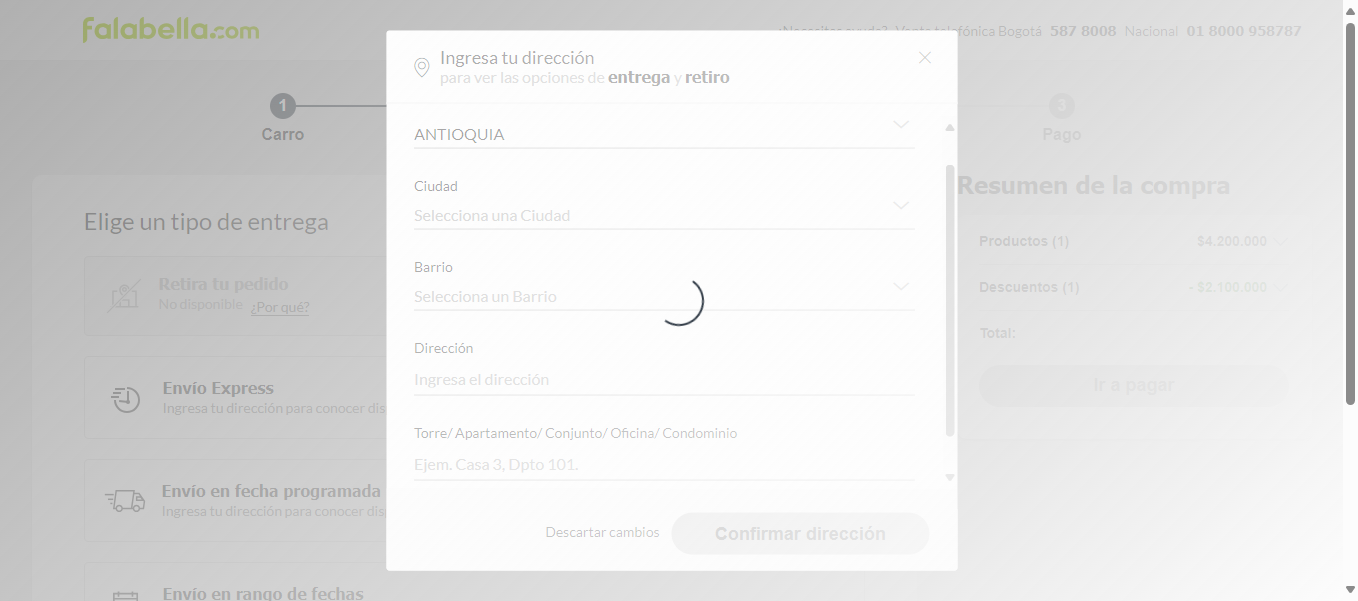 falabella.com
¿Necesitas ayuda? Venta telefónica Bogotá 587 8008 Nacional 01 8000 958787
1
Carro
3
Pago
Elige un tipo de entrega
Retira tu pedido
No disponible ¿Por qué?
Envío Express
Ingresa tu dirección para conocer dis
Envío en fecha programada
Ingresa tu dirección para conocer dis
Envío en rango de fechas
Ingresa tu dirección
para ver las opciones de entrega y retiro
ANTIOQUIA
Ciudad
Selecciona una Ciudad
Barrio
Selecciona un Barrio
Dirección
Ingresa el dirección
Torre/ Apartamento/ Conjunto/ Oficina/ Condominio
Ejem. Casa 3, Dpto 101.
Descartar cambios
Confirmar dirección
Resumen de la compra
Productos (1) $4.200.000
Descuentos (1) - $2.100.000
Total:
Ir a pagar